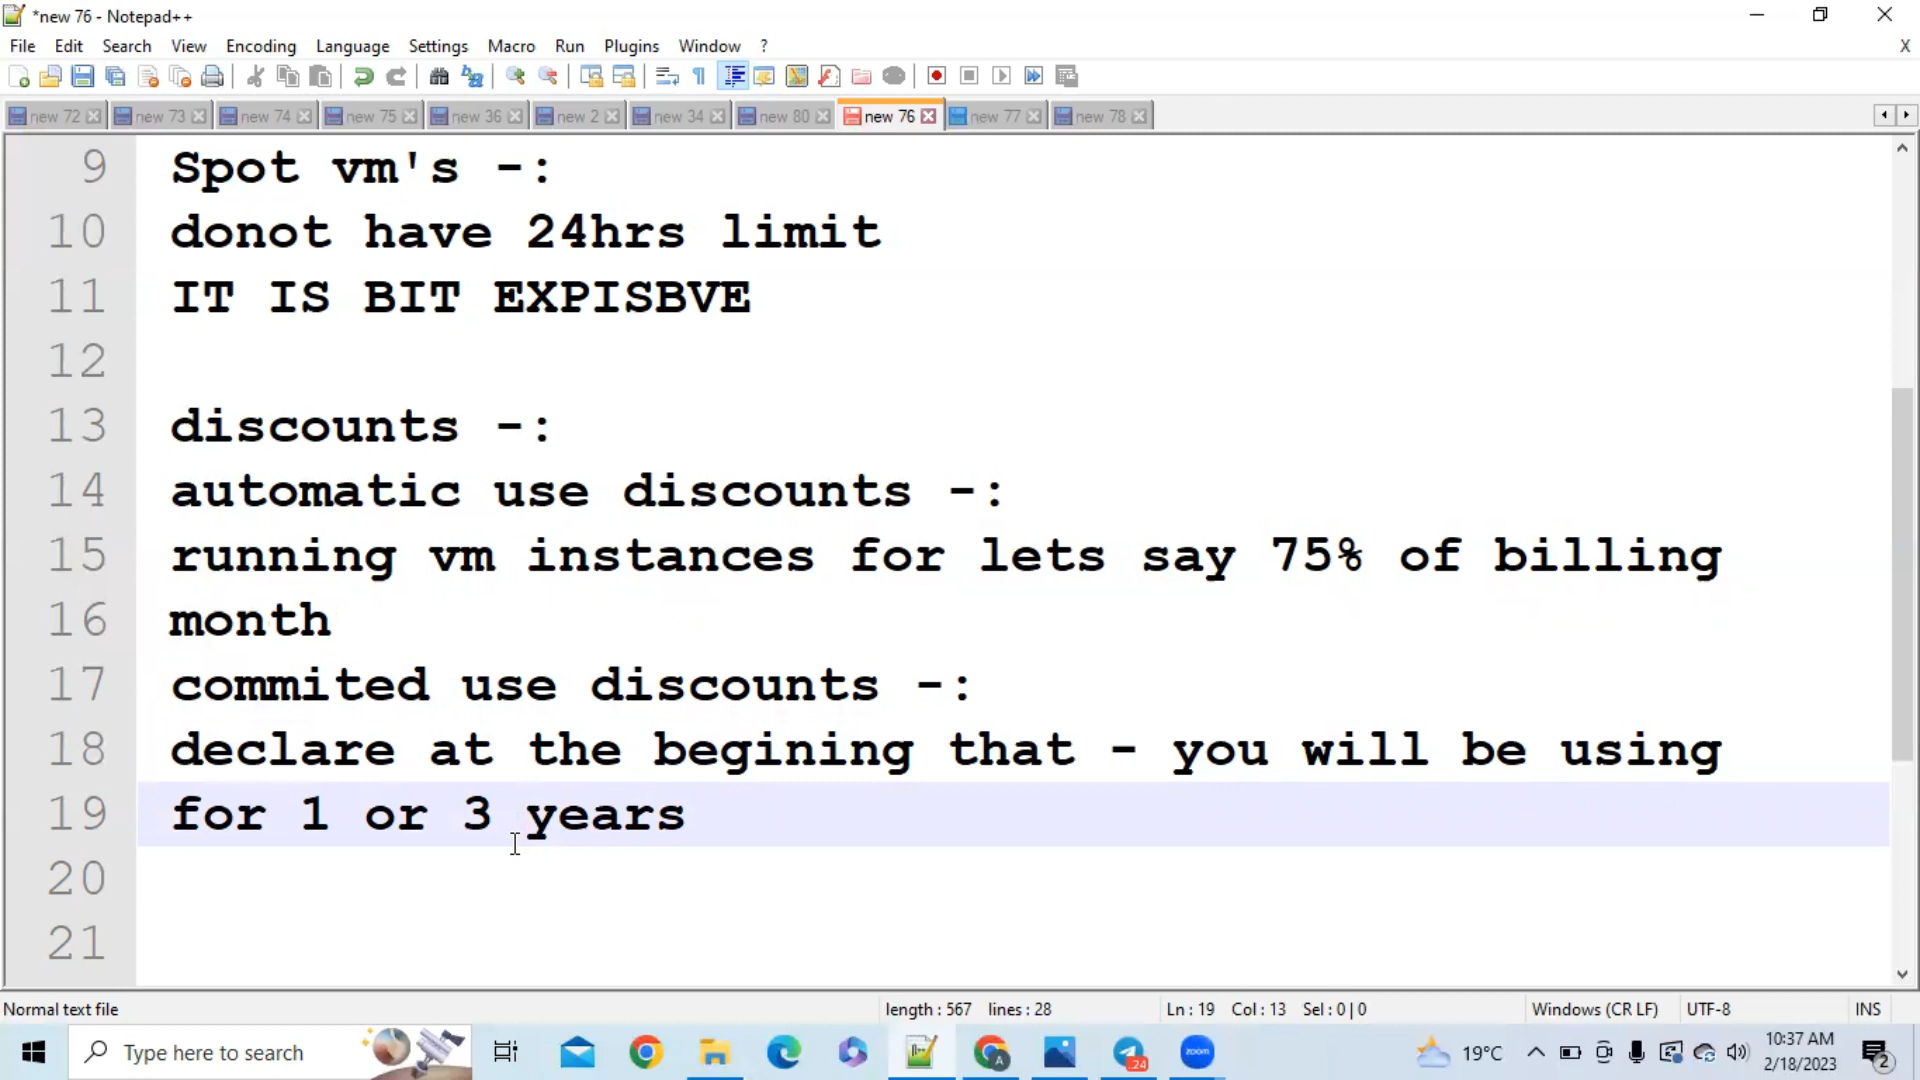 *new 76 - Notepad++
File Edit Search View Encoding Language Settings Macro Run Plugins Window ? X
new 72 new 73 new 74 new 75 new 36 new 2 new 34 new 80 new 76 new 77 new 78
9 Spot vm's -:
10 donot have 24hrs limit
11 IT IS BIT EXPISBVE
12
13 discounts -:
14 automatic use discounts -:
15 running vm instances for lets say 75% of billing
16 month
17 commited use discounts -:
18 declare at the begining that - you will be using
19 for 1 or 3 years
20
21
Normal text file length : 567 lines : 28 Ln : 19 Col : 13 Sel : 0 | 0 Windows (CR LF) UTF-8 INS
Type here to search zoom 24 19°C 10:37 AM
2/18/2023 2